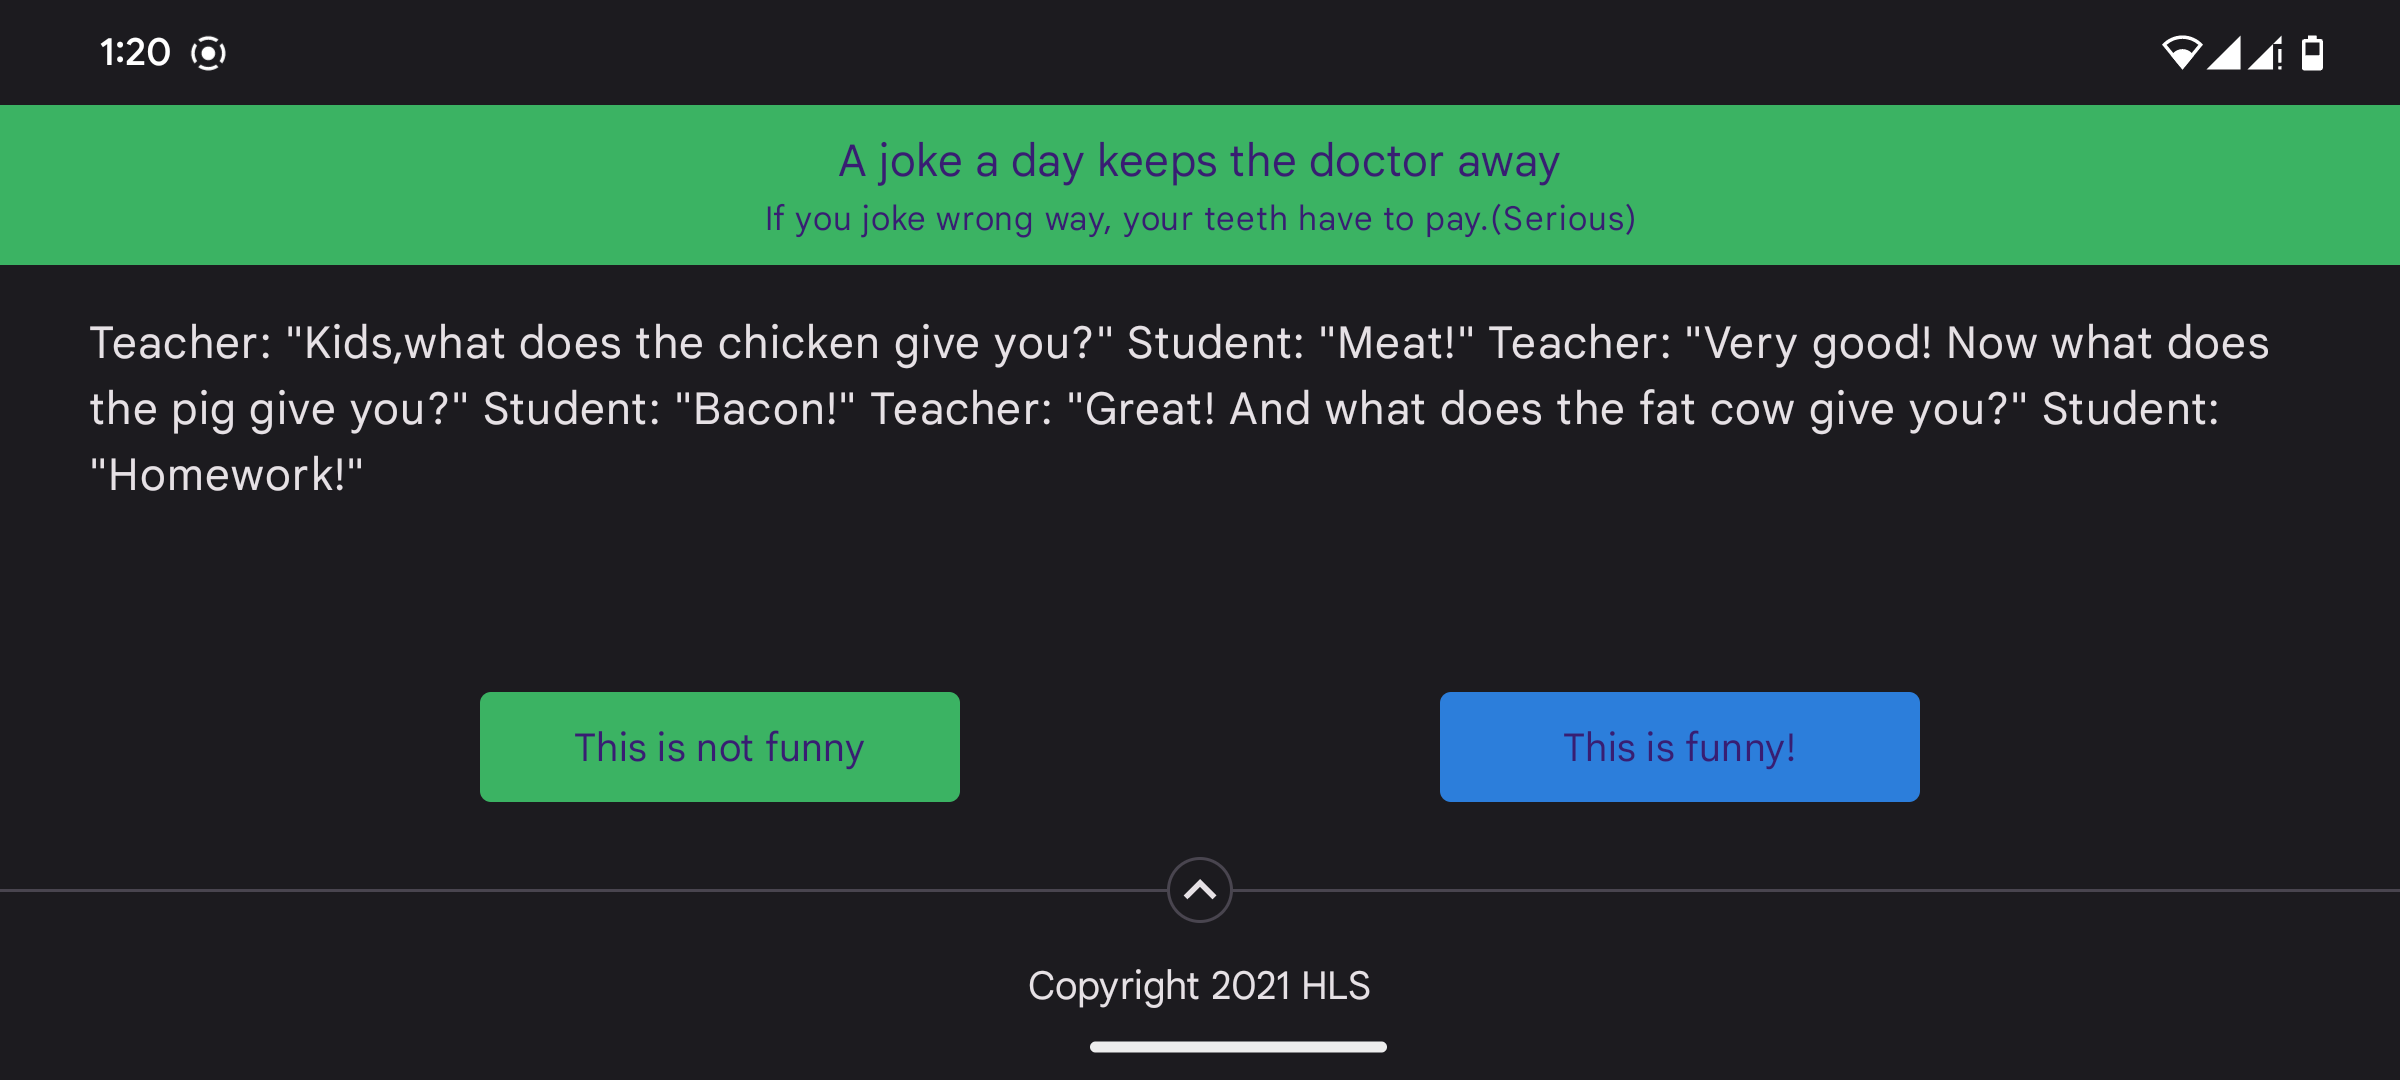 1:20
A joke a day keeps the doctor away
If you joke wrong way, your teeth have to pay.(Serious)
Teacher: "Kids,what does the chicken give you?" Student: "Meat!" Teacher: "Very good! Now what does
the pig give you?" Student: "Bacon!" Teacher: "Great! And what does the fat cow give you?" Student:
"Homework!"
This is not funny
This is funny!
Copyright 2021 HLS